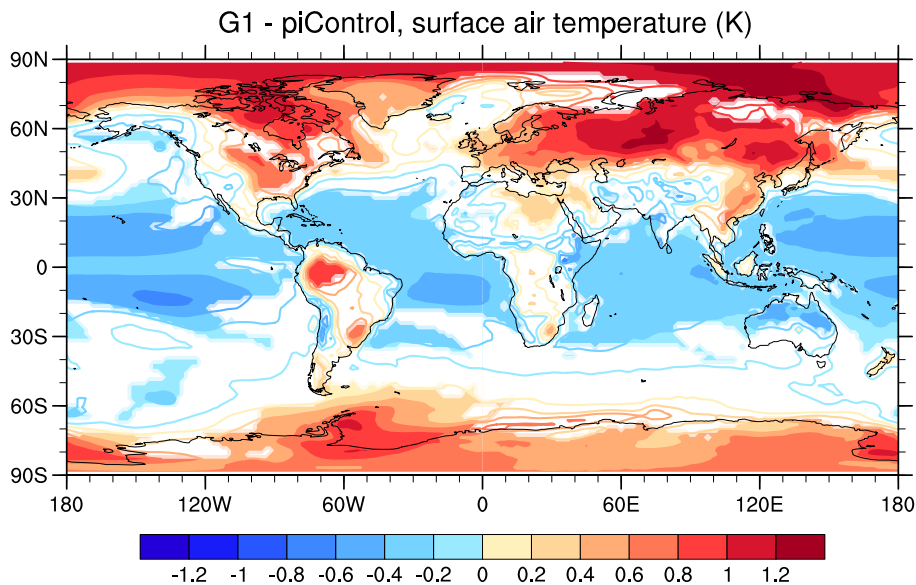 G1 - piControl, surface air temperature (K)
90N
60N
30N
0
30S
60S
90S
180 120W 60W 0 60E 120E 180
-1.2 -1 -0.8 -0.6 -0.4 -0.2 0 0.2 0.4 0.6 0.8 1 1.2